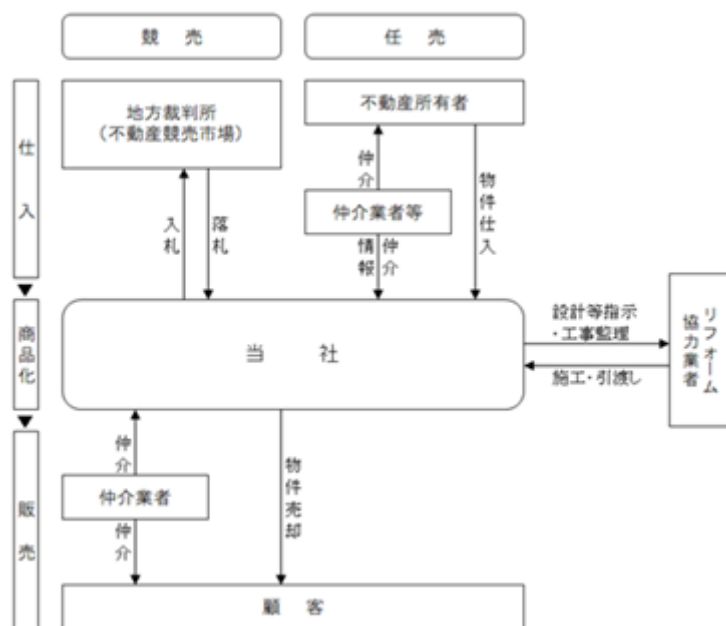 競売
任売
仕入
地方裁判所
(不動産競売市場)
不動産所有者
仲介
仲介業者等
物件仕入
入札
落札
情報
仲介
商品化
当社
設計等指示
・工事監理
施工・引渡し
リフォーム
協力業者
販売
仲介
仲介業者
仲介
物件売却
顧客